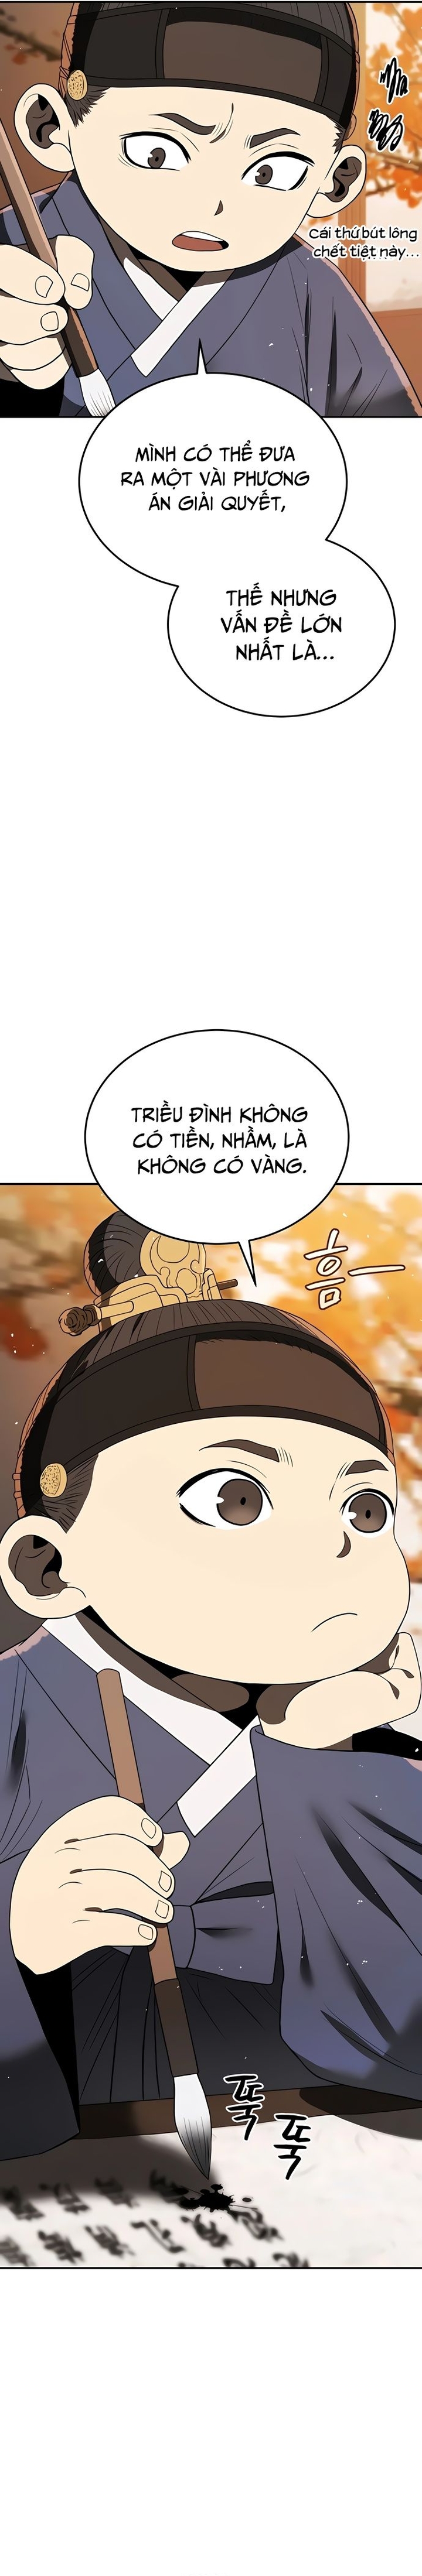 Cái thứ bút lông
chết tiệt này...
MÌNH CÓ THỂ ĐƯA
RA MỘT VÀI PHƯƠNG
ÁN GIẢI QUYẾT,
THẾ NHƯNG
VẤN ĐỀ LỚN
NHẤT LÀ...
TRIỀU ĐÌNH KHÔNG
CÓ TIỀN, NHẦM, LÀ
KHÔNG CÓ VÀNG.
흠ー
뚝
뚝